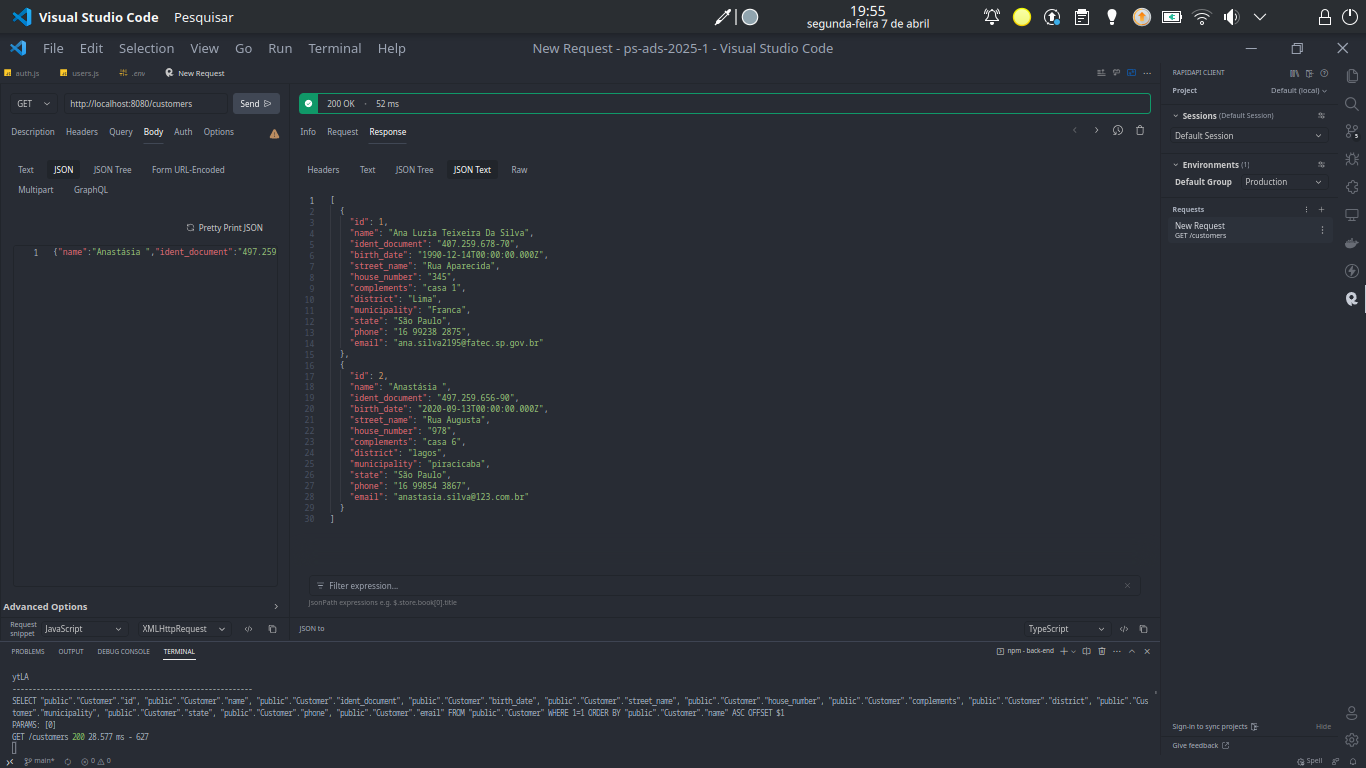 Visual Studio Code Pesquisar
19:55
segunda-feira 7 de abril
File Edit Selection View Go Run Terminal Help New Request - ps-ads-2025-1 - Visual Studio Code
auth.js users.js .env New Request
GET http://localhost:8080/customers Send
Description Headers Query Body Auth Options
Text JSON JSON Tree Form URL-Encoded
Multipart GraphQL
Pretty Print JSON
1 {"name":"Anastásia ","ident_document":"497.259
Advanced Options
Request snippet JavaScript XMLHttpRequest
200 OK · 52 ms
Info Request Response
Headers Text JSON Tree JSON Text Raw
1 [
2 {
3 "id": 1,
4 "name": "Ana Luzia Teixeira Da Silva",
5 "ident_document": "407.259.678-70",
6 "birth_date": "1990-12-14T00:00:00.000Z",
7 "street_name": "Rua Aparecida",
8 "house_number": "345",
9 "complements": "casa 1",
10 "district": "Lima",
11 "municipality": "Franca",
12 "state": "São Paulo",
13 "phone": "16 99238 2875",
14 "email": "ana.silva2195@fatec.sp.gov.br"
15 },
16 {
17 "id": 2,
18 "name": "Anastásia ",
19 "ident_document": "497.259.656-90",
20 "birth_date": "2020-09-13T00:00:00.000Z",
21 "street_name": "Rua Augusta",
22 "house_number": "978",
23 "complements": "casa 6",
24 "district": "lagos",
25 "municipality": "piracicaba",
26 "state": "São Paulo",
27 "phone": "16 99854 3867",
28 "email": "anastasia.silva@123.com.br"
29 }
30 ]
Filter expression...
JsonPath expressions e.g. $.store.book[0].title
JSON to TypeScript
RAPIDAPI CLIENT
Project Default (local)
Sessions (Default Session)
Default Session
Environments (1)
Default Group Production
Requests
New Request
GET /customers
Sign-in to sync projects Hide
Give feedback
PROBLEMS OUTPUT DEBUG CONSOLE TERMINAL npm - back-end
ytLA
------------------------------------------------------------
SELECT "public"."Customer"."id", "public"."Customer"."name", "public"."Customer"."ident_document", "public"."Customer"."birth_date", "public"."Customer"."street_name", "public"."Customer"."house_number", "public"."Customer"."complements", "public"."Customer"."district", "public"."Cus
tomer"."municipality", "public"."Customer"."state", "public"."Customer"."phone", "public"."Customer"."email" FROM "public"."Customer" WHERE 1=1 ORDER BY "public"."Customer"."name" ASC OFFSET $1
PARAMS: [0]
GET /customers 200 28.577 ms - 627
main* 0 0 Spell